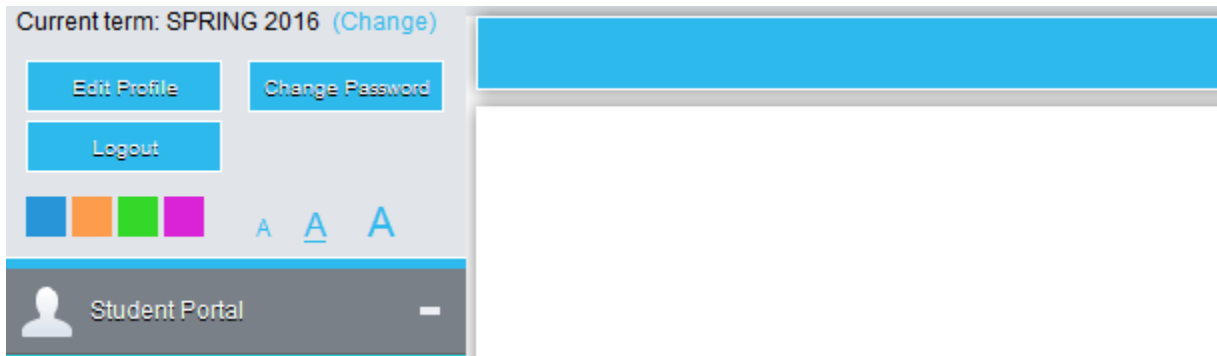 Current term: SPRING 2016 (Change)
Edit Profile Change Password
Logout
A A A
Student Portal